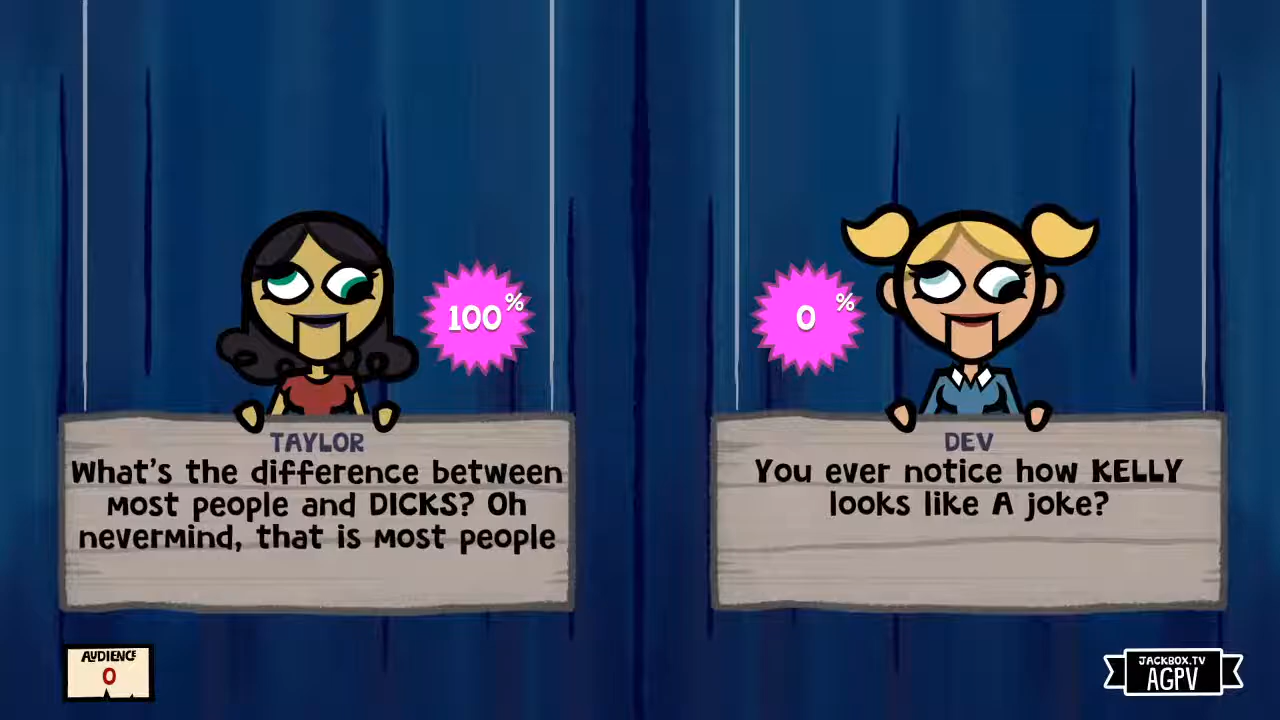 100%
0%
TAYLOR
What's the difference between
most people and DICKS? Oh
nevermind, that is most people
DEV
You ever notice how KELLY
looks like A joke?
AUDIENCE
0
JACKBOX.TV
AGPV